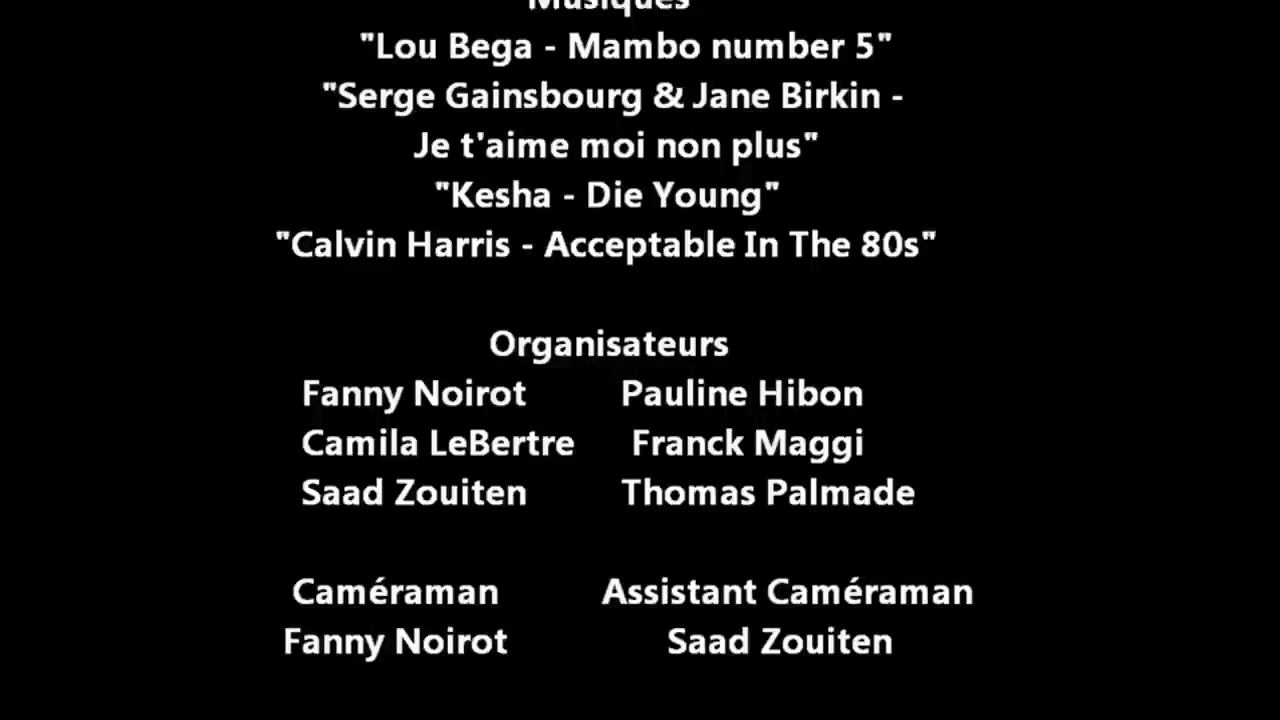 Musiques
"Lou Bega - Mambo number 5"
"Serge Gainsbourg & Jane Birkin -
Je t'aime moi non plus"
"Kesha - Die Young"
"Calvin Harris - Acceptable In The 80s"
Organisateurs
Fanny Noirot Pauline Hibon
Camila LeBertre Franck Maggi
Saad Zouiten Thomas Palmade
Caméraman Assistant Caméraman
Fanny Noirot Saad Zouiten